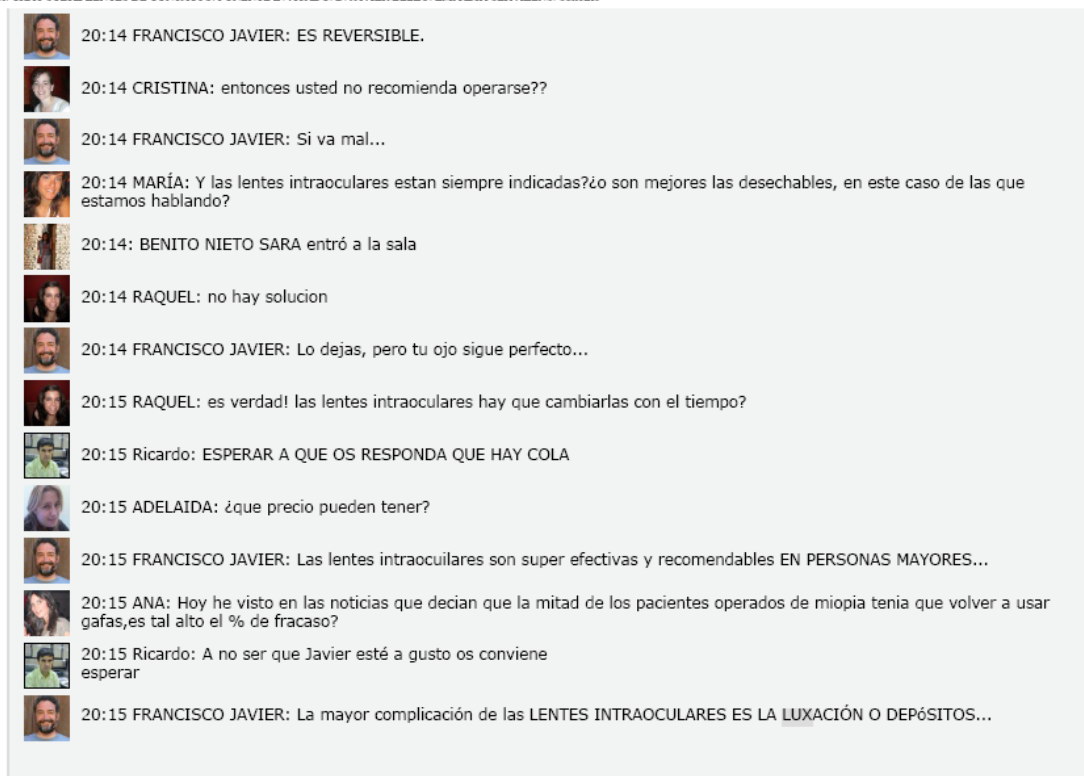 20:14 FRANCISCO JAVIER: ES REVERSIBLE.
20:14 CRISTINA: entonces usted no recomienda operarse??
20:14 FRANCISCO JAVIER: Si va mal...
20:14 MARÍA: Y las lentes intraoculares estan siempre indicadas?¿o son mejores las desechables, en este caso de las que
estamos hablando?
20:14: BENITO NIETO SARA entró a la sala
20:14 RAQUEL: no hay solucion
20:14 FRANCISCO JAVIER: Lo dejas, pero tu ojo sigue perfecto...
20:15 RAQUEL: es verdad! las lentes intraoculares hay que cambiarlas con el tiempo?
20:15 Ricardo: ESPERAR A QUE OS RESPONDA QUE HAY COLA
20:15 ADELAIDA: ¿que precio pueden tener?
20:15 FRANCISCO JAVIER: Las lentes intraocuilares son super efectivas y recomendables EN PERSONAS MAYORES...
20:15 ANA: Hoy he visto en las noticias que decian que la mitad de los pacientes operados de miopia tenia que volver a usar
gafas,es tal alto el % de fracaso?
20:15 Ricardo: A no ser que Javier esté a gusto os conviene
esperar
20:15 FRANCISCO JAVIER: La mayor complicación de las LENTES INTRAOCULARES ES LA LUXACIÓN O DEPóSITOS...